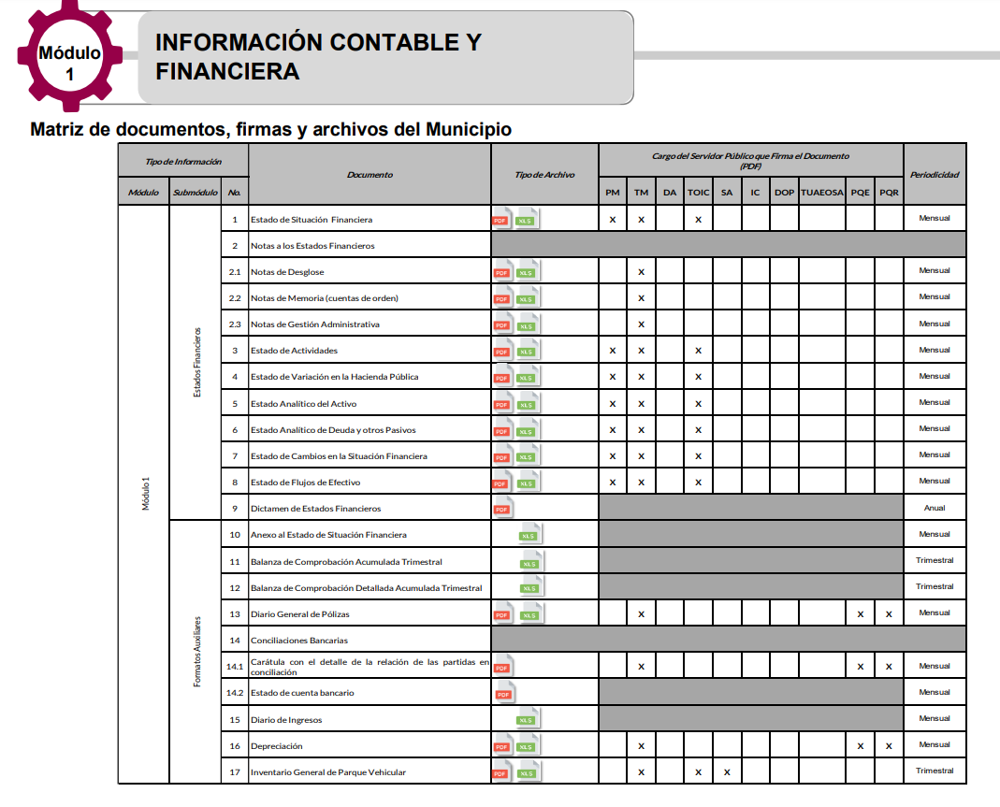 Módulo
1
INFORMACIÓN CONTABLE Y
FINANCIERA
Matriz de documentos, firmas y archivos del Municipio
Tipo de Información Documento Tipo de Archivo Cargo del Servidor Público que Firma el Documento
(PDF) Periodicidad
Módulo Submódulo No. PM TM DA TOIC SA IC DOP TUAEOSA PQE PQR
Módulo 1
Estados Financieros
1 Estado de Situación Financiera PDF XLS X X X Mensual
2 Notas a los Estados Financieros
2.1 Notas de Desglose PDF XLS X Mensual
2.2 Notas de Memoria (cuentas de orden) PDF XLS X Mensual
2.3 Notas de Gestión Administrativa PDF XLS X Mensual
3 Estado de Actividades PDF XLS X X X Mensual
4 Estado de Variación en la Hacienda Pública PDF XLS X X X Mensual
5 Estado Analítico del Activo PDF XLS X X X Mensual
6 Estado Analítico de Deuda y otros Pasivos PDF XLS X X X Mensual
7 Estado de Cambios en la Situación Financiera PDF XLS X X X Mensual
8 Estado de Flujos de Efectivo PDF XLS X X X Mensual
9 Dictamen de Estados Financieros PDF Anual
Formatos Auxiliares
10 Anexo al Estado de Situación Financiera XLS Mensual
11 Balanza de Comprobación Acumulada Trimestral XLS Trimestral
12 Balanza de Comprobación Detallada Acumulada Trimestral XLS Trimestral
13 Diario General de Pólizas PDF XLS X X X Mensual
14 Conciliaciones Bancarias
14.1 Carátula con el detalle de la relación de las partidas en
conciliación PDF X X X Mensual
14.2 Estado de cuenta bancario PDF Mensual
15 Diario de Ingresos XLS Mensual
16 Depreciación PDF XLS X X X Mensual
17 Inventario General de Parque Vehicular PDF XLS X X X Trimestral